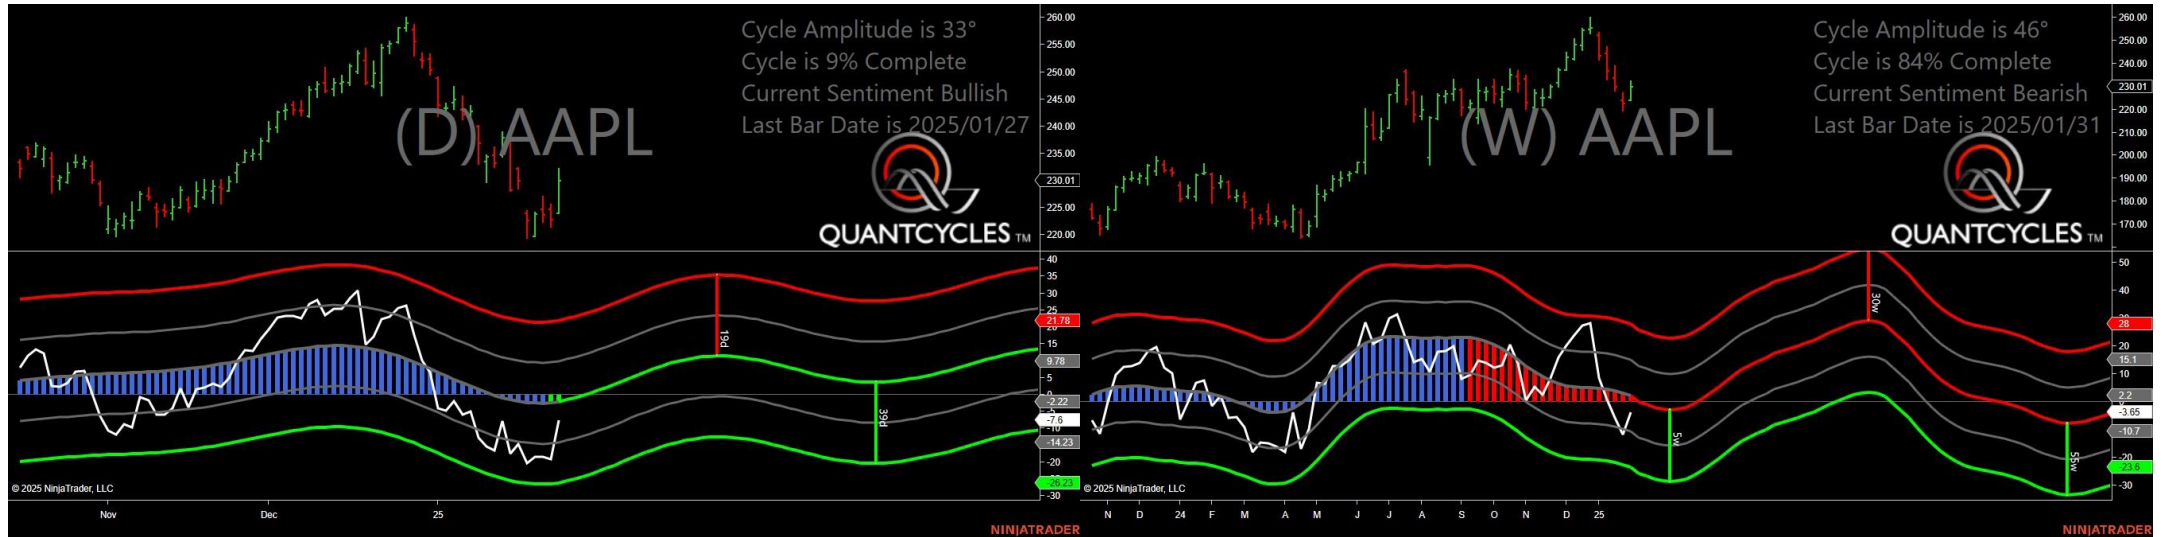 Cycle Amplitude is 33°
Cycle is 9% Complete
Current Sentiment Bullish
Last Bar Date is 2025/01/27
(D) AAPL
QUANTCYCLES TM
260.00
255.00
250.00
245.00
240.00
235.00
230.01
225.00
220.00
40
35
30
25
21.78
15
9.78
5
0
-2.22
-7.6
-10
-14.23
-20
-26.23
-30
19d
39d
© 2025 NinjaTrader, LLC
Nov
Dec
25
NINJATRADER
Cycle Amplitude is 46°
Cycle is 84% Complete
Current Sentiment Bearish
Last Bar Date is 2025/01/31
(W) AAPL
QUANTCYCLES TM
260.00
250.00
240.00
230.01
220.00
210.00
200.00
190.00
180.00
170.00
50
40
28
20
15.1
10
2.2
-3.65
-10.7
-20
-23.6
-30
30w
5w
55w
© 2025 NinjaTrader, LLC
N D 24 F M A M J J A S O N D 25
NINJATRADER